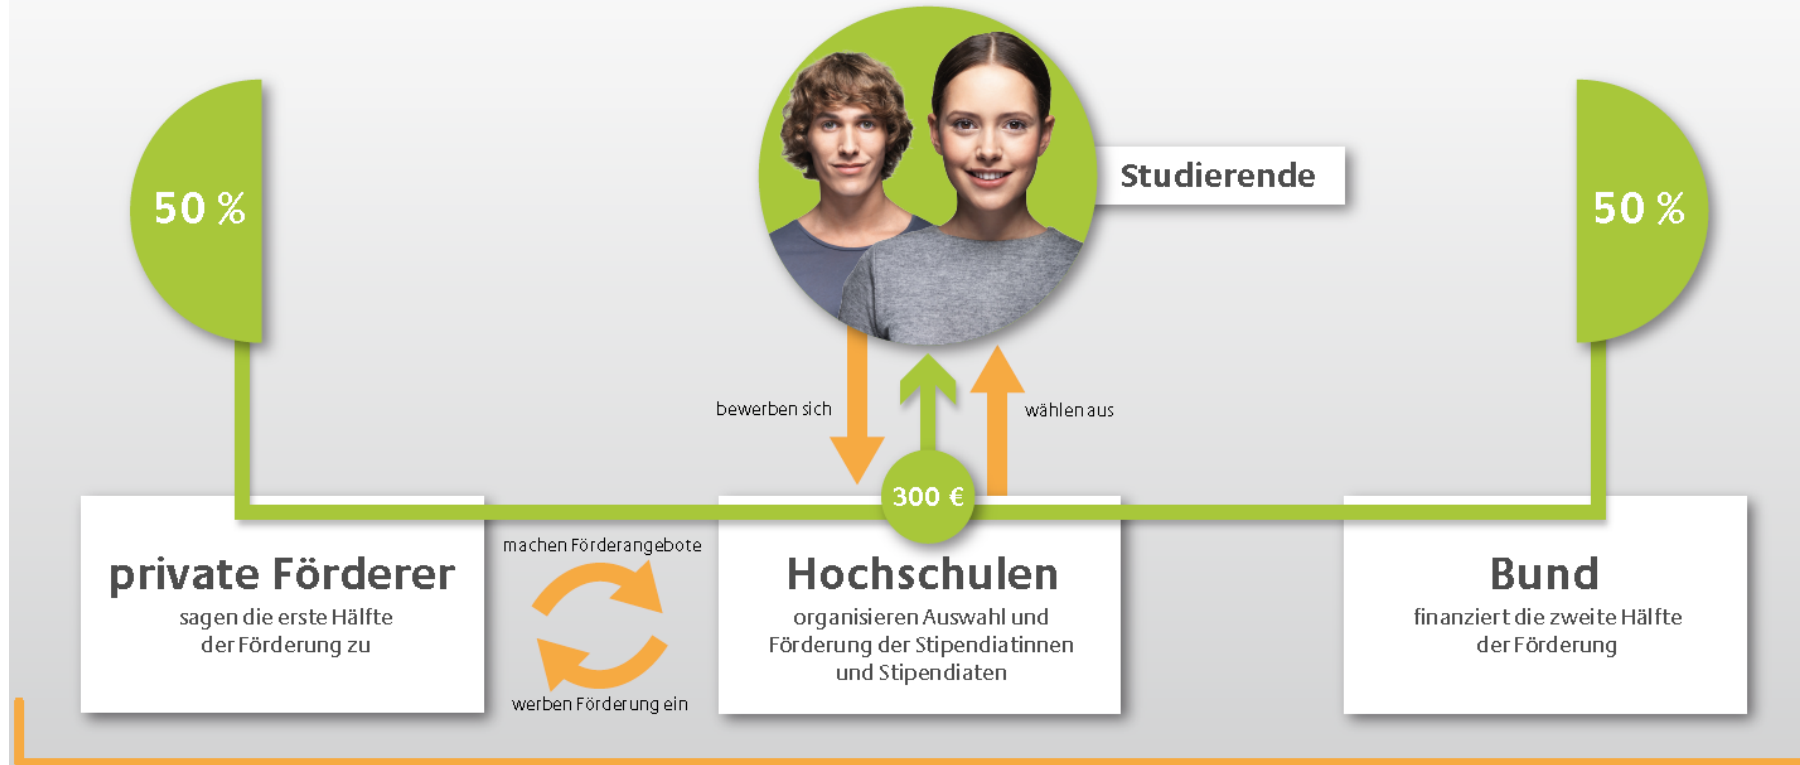 50 %
Studierende
50 %
bewerben sich
wählen aus
300 €
private Förderer
sagen die erste Hälfte
der Förderung zu
machen Förderangebote
werben Förderung ein
Hochschulen
organisieren Auswahl und
Förderung der Stipendiatinnen
und Stipendiaten
Bund
finanziert die zweite Hälfte
der Förderung